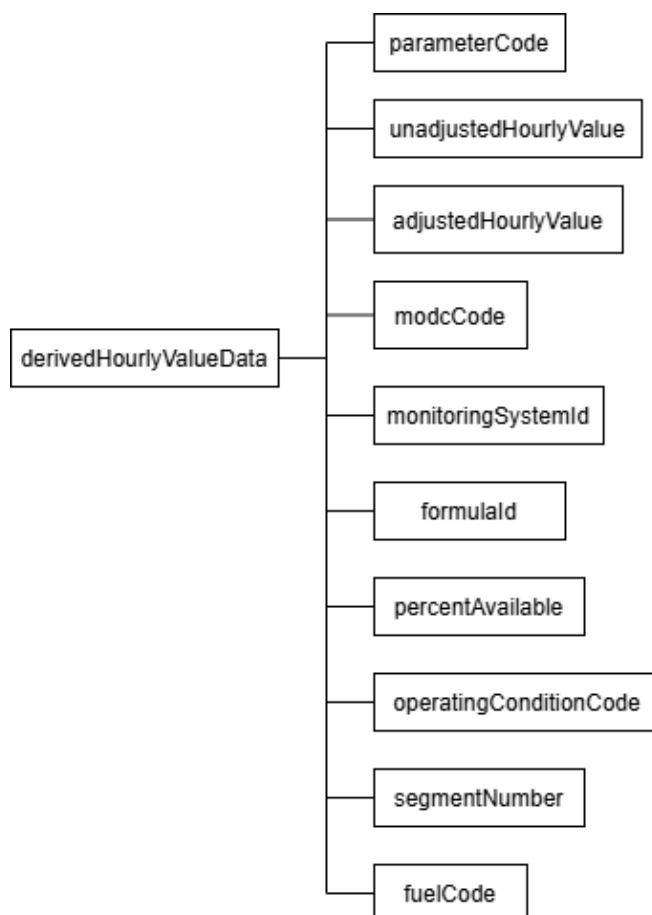 parameterCode
unadjustedHourlyValue
adjustedHourlyValue
modcCode
derivedHourlyValueData
monitoringSystemId
formulaId
percentAvailable
operatingConditionCode
segmentNumber
fuelCode